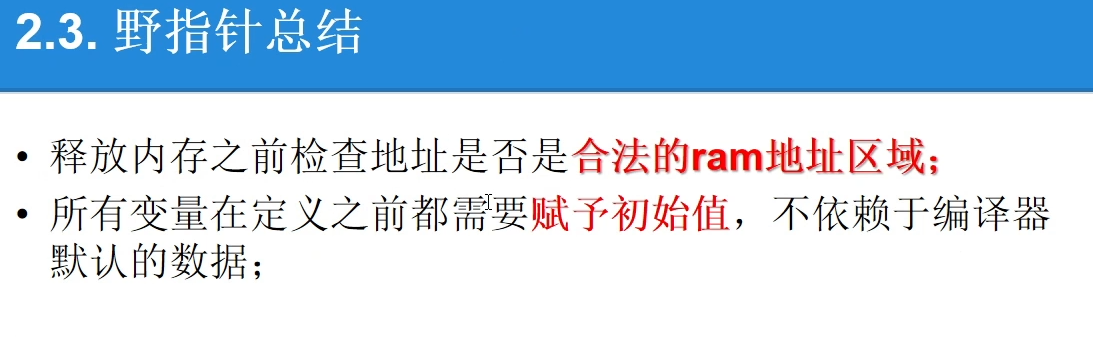 2.3. 野指针总结
• 释放内存之前检查地址是否是合法的ram地址区域；
• 所有变量在定义之前都需要赋予初始值，不依赖于编译器
默认的数据；